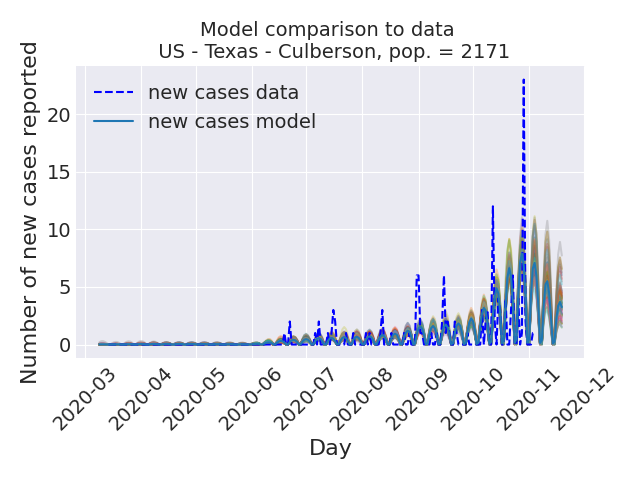 Model comparison to data
US - Texas - Culberson, pop. = 2171
Number of new cases reported
20
15
10
5
0
new cases data
new cases model
2020-03
2020-04
2020-05
2020-06
2020-07
2020-08
2020-09
2020-10
2020-11
2020-12
Day